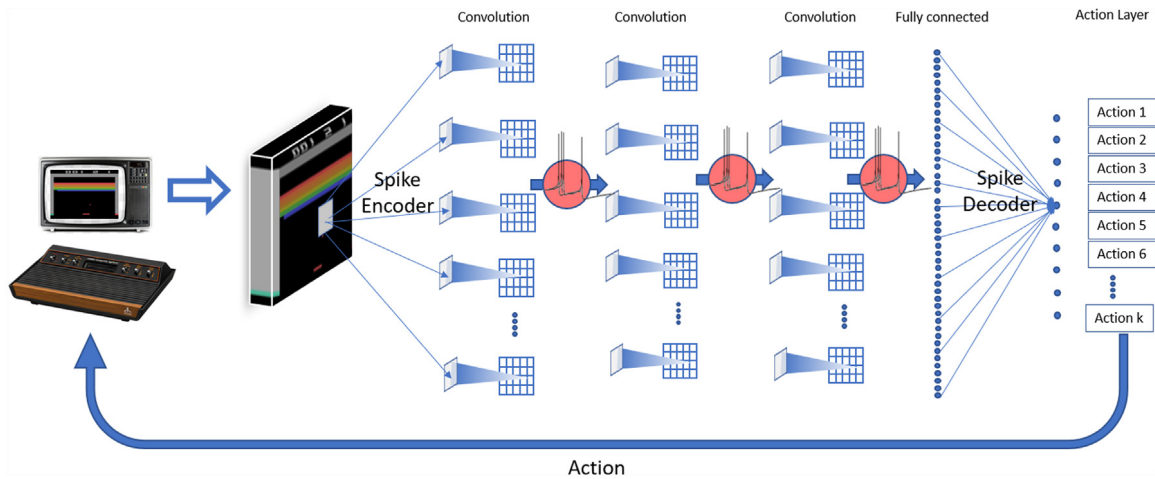 Convolution
Convolution
Convolution
Fully connected
Action Layer
Spike
Encoder
Spike
Decoder
Action 1
Action 2
Action 3
Action 4
Action 5
Action 6
Action k
Action